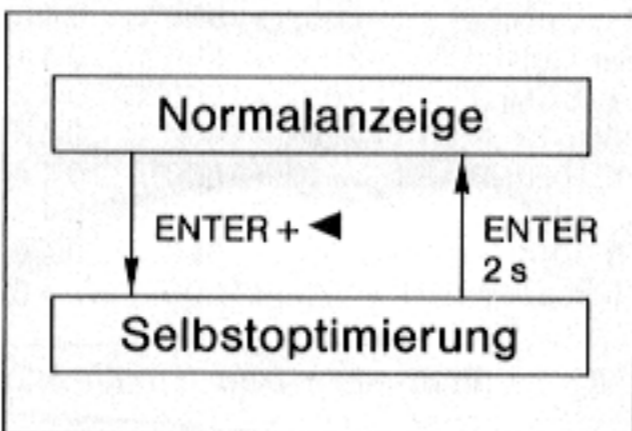 Normalanzeige
ENTER + ◄
ENTER
2 s
Selbstoptimierung